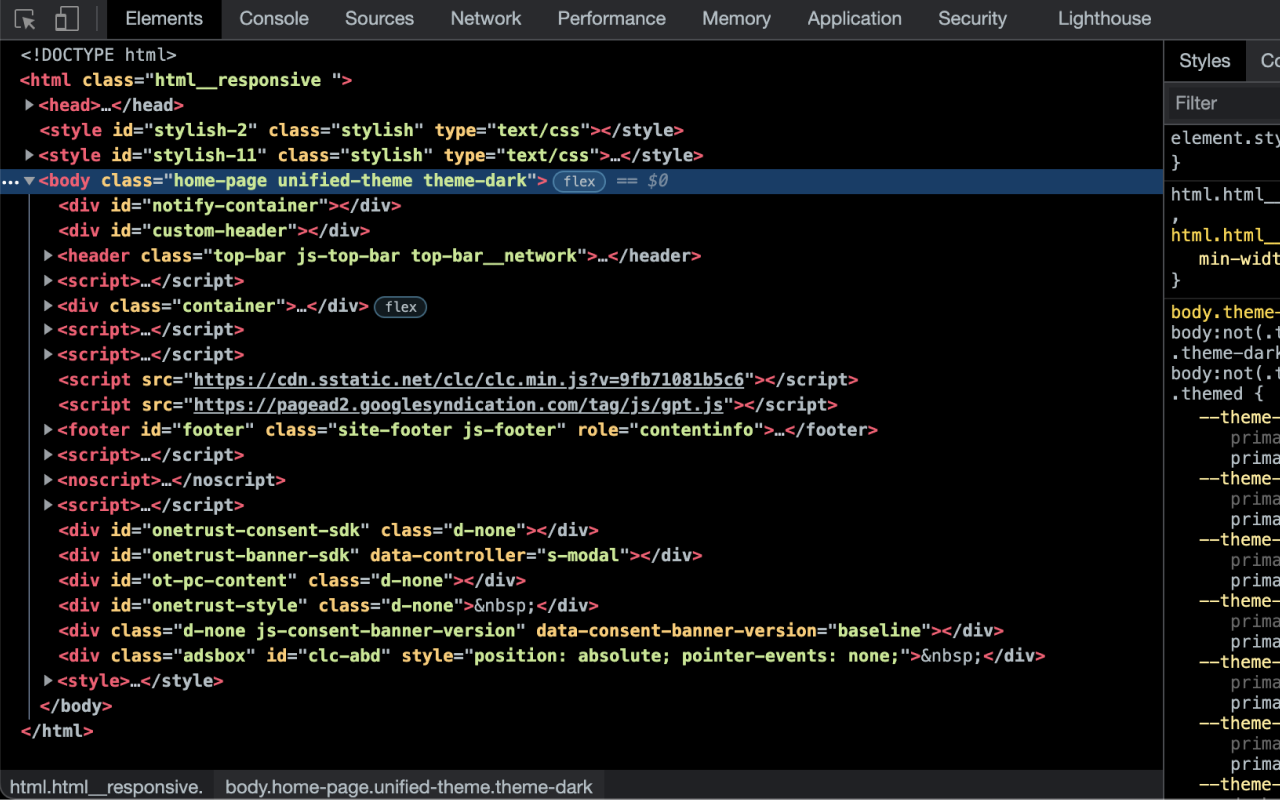 Elements Console Sources Network Performance Memory Application Security Lighthouse
<!DOCTYPE html>
<html class="html__responsive ">
<head>…</head>
<style id="stylish-2" class="stylish" type="text/css"></style>
<style id="stylish-11" class="stylish" type="text/css">…</style>
<body class="home-page unified-theme theme-dark"> flex == $0
<div id="notify-container"></div>
<div id="custom-header"></div>
<header class="top-bar js-top-bar top-bar__network">…</header>
<script>…</script>
<div class="container">…</div> flex
<script>…</script>
<script>…</script>
<script src="https://cdn.sstatic.net/clc/clc.min.js?v=9fb71081b5c6"></script>
<script src="https://pagead2.googlesyndication.com/tag/js/gpt.js"></script>
<footer id="footer" class="site-footer js-footer" role="contentinfo">…</footer>
<script>…</script>
<noscript>…</noscript>
<script>…</script>
<div id="onetrust-consent-sdk" class="d-none"></div>
<div id="onetrust-banner-sdk" data-controller="s-modal"></div>
<div id="ot-pc-content" class="d-none"></div>
<div id="onetrust-style" class="d-none">&nbsp;</div>
<div class="d-none js-consent-banner-version" data-consent-banner-version="baseline"></div>
<div class="adsbox" id="clc-abd" style="position: absolute; pointer-events: none;">&nbsp;</div>
<style>…</style>
</body>
</html>
html.html__responsive. body.home-page.unified-theme.theme-dark
Styles Co
Filter
element.sty
}
html.html__
,
html.html__
min-widt
}
body.theme-
body:not(.t
.theme-dark
body:not(.t
.themed {
--theme-
prima
prima
--theme-
prima
prima
--theme-
prima
prima
--theme-
prima
prima
--theme-
prima
prima
--theme-
prima
prima
--theme-